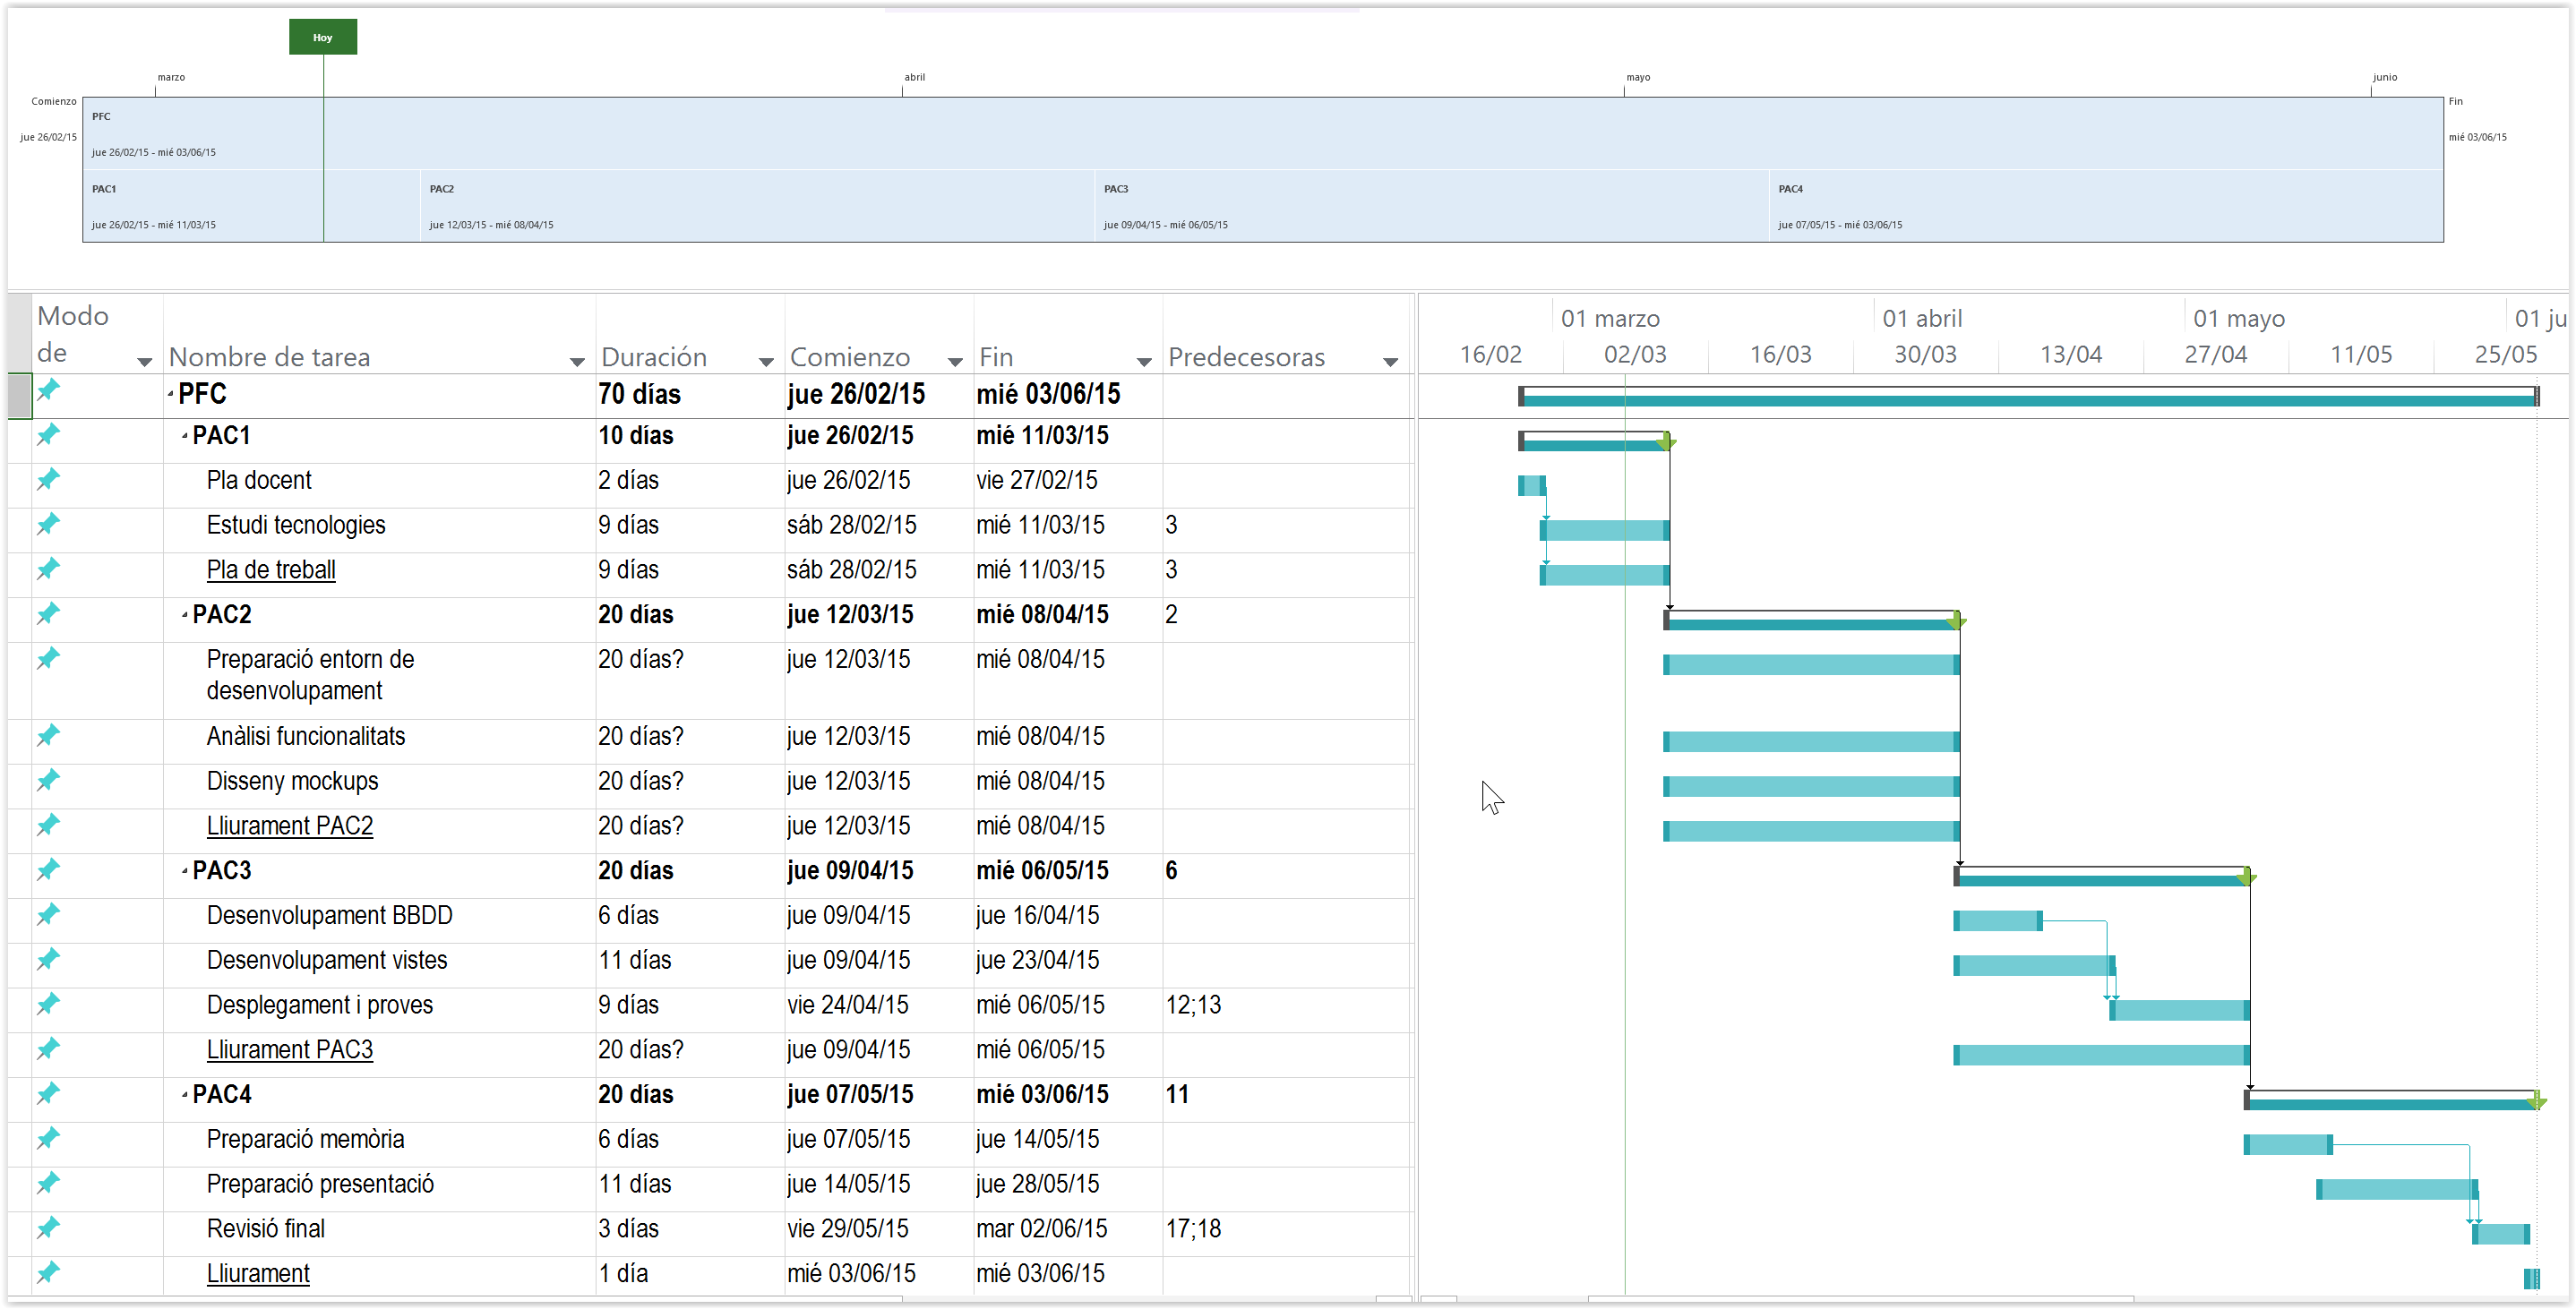 Hoy
marzo abril mayo junio
Comienzo Fin
PFC
jue 26/02/15 mié 03/06/15
jue 26/02/15 - mié 03/06/15
PAC1 PAC2 PAC3 PAC4
jue 26/02/15 - mié 11/03/15 jue 12/03/15 - mié 08/04/15 jue 09/04/15 - mié 06/05/15 jue 07/05/15 - mié 03/06/15
Modo
de Nombre de tarea Duración Comienzo Fin Predecesoras
01 marzo 01 abril 01 mayo 01 ju
16/02 02/03 16/03 30/03 13/04 27/04 11/05 25/05
PFC 70 días jue 26/02/15 mié 03/06/15
PAC1 10 días jue 26/02/15 mié 11/03/15
Pla docent 2 días jue 26/02/15 vie 27/02/15
Estudi tecnologies 9 días sáb 28/02/15 mié 11/03/15 3
Pla de treball 9 días sáb 28/02/15 mié 11/03/15 3
PAC2 20 días jue 12/03/15 mié 08/04/15 2
Preparació entorn de 20 días? jue 12/03/15 mié 08/04/15
desenvolupament
Anàlisi funcionalitats 20 días? jue 12/03/15 mié 08/04/15
Disseny mockups 20 días? jue 12/03/15 mié 08/04/15
Lliurament PAC2 20 días? jue 12/03/15 mié 08/04/15
PAC3 20 días jue 09/04/15 mié 06/05/15 6
Desenvolupament BBDD 6 días jue 09/04/15 jue 16/04/15
Desenvolupament vistes 11 días jue 09/04/15 jue 23/04/15
Desplegament i proves 9 días vie 24/04/15 mié 06/05/15 12;13
Lliurament PAC3 20 días? jue 09/04/15 mié 06/05/15
PAC4 20 días jue 07/05/15 mié 03/06/15 11
Preparació memòria 6 días jue 07/05/15 jue 14/05/15
Preparació presentació 11 días jue 14/05/15 jue 28/05/15
Revisió final 3 días vie 29/05/15 mar 02/06/15 17;18
Lliurament 1 día mié 03/06/15 mié 03/06/15